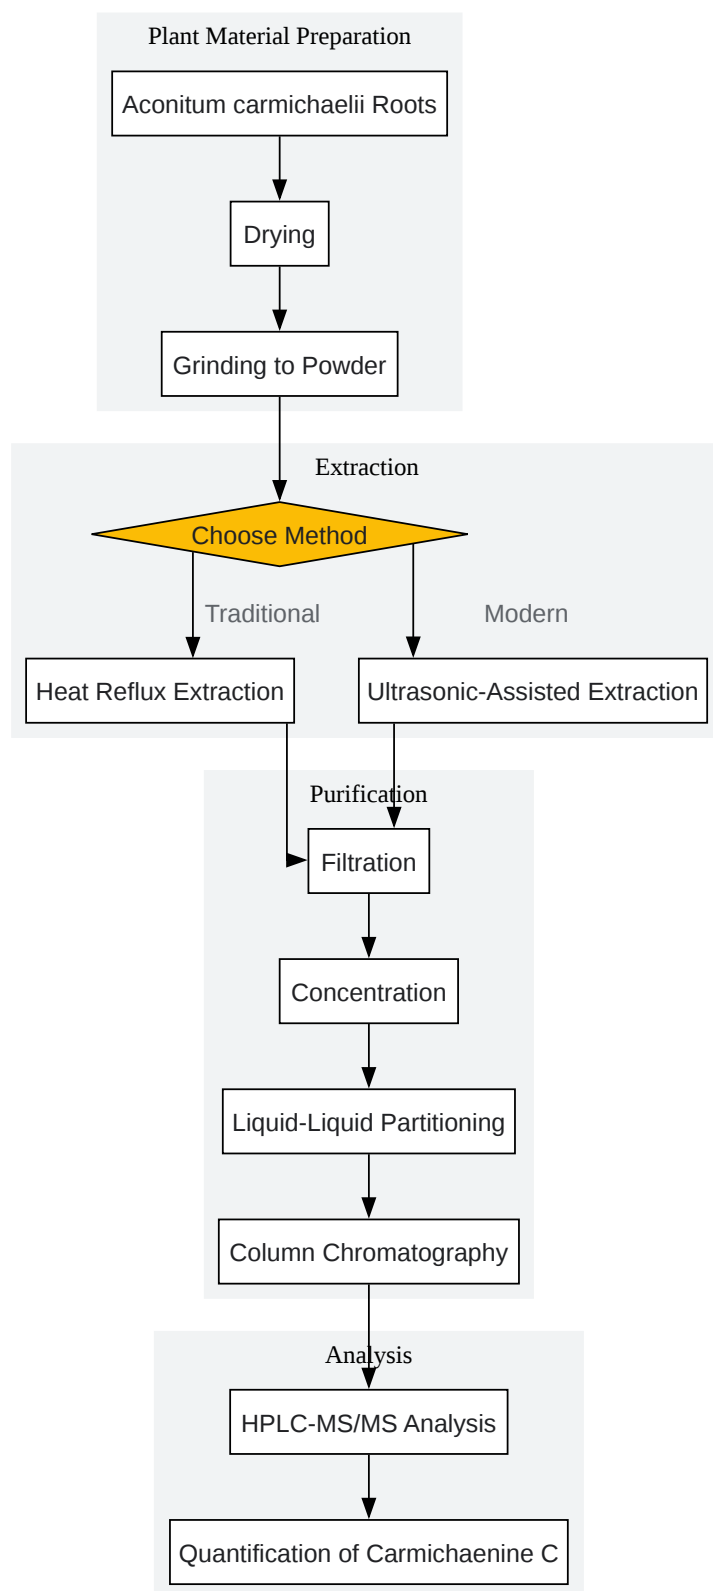 Plant Material Preparation
Aconitum carmichaelii Roots
Drying
Grinding to Powder
Extraction
Choose Method
Traditional
Modern
Heat Reflux Extraction
Ultrasonic-Assisted Extraction
Purification
Filtration
Concentration
Liquid-Liquid Partitioning
Column Chromatography
Analysis
HPLC-MS/MS Analysis
Quantification of Carmichaenine C